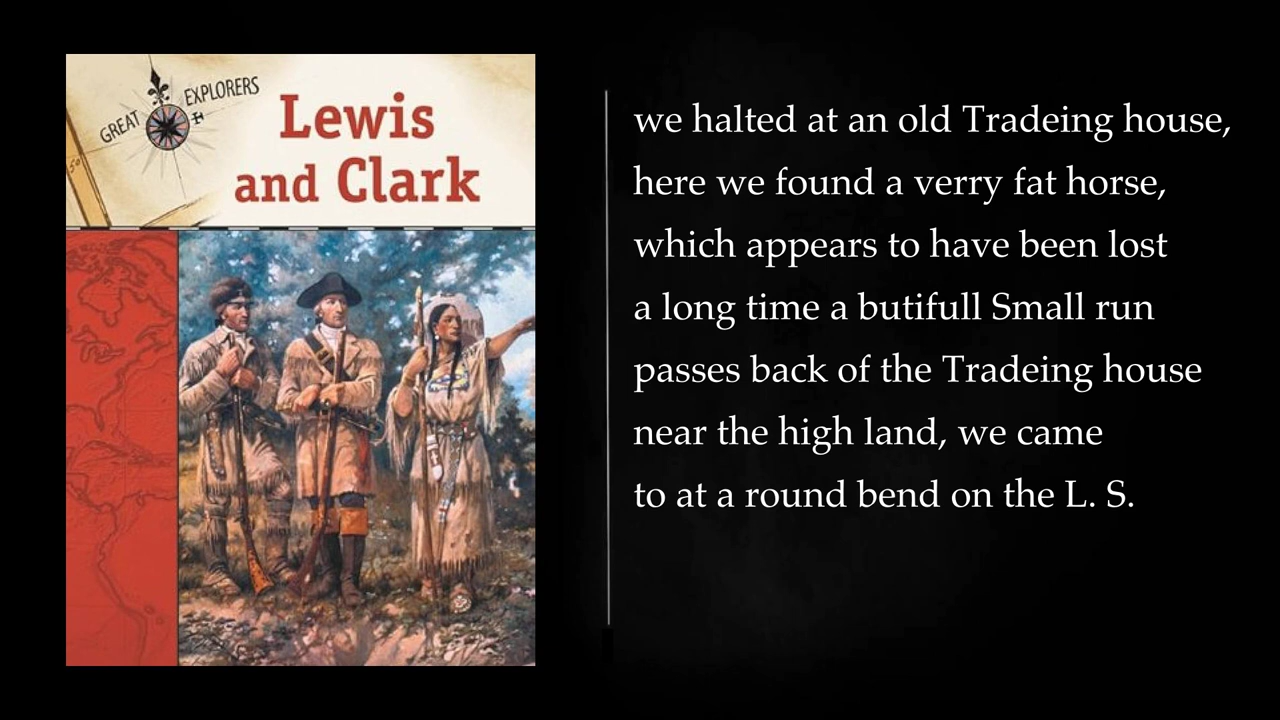 GREAT EXPLORERS
Lewis
and Clark
we halted at an old Tradeing house,
here we found a verry fat horse,
which appears to have been lost
a long time a butifull Small run
passes back of the Tradeing house
near the high land, we came
to at a round bend on the L. S.